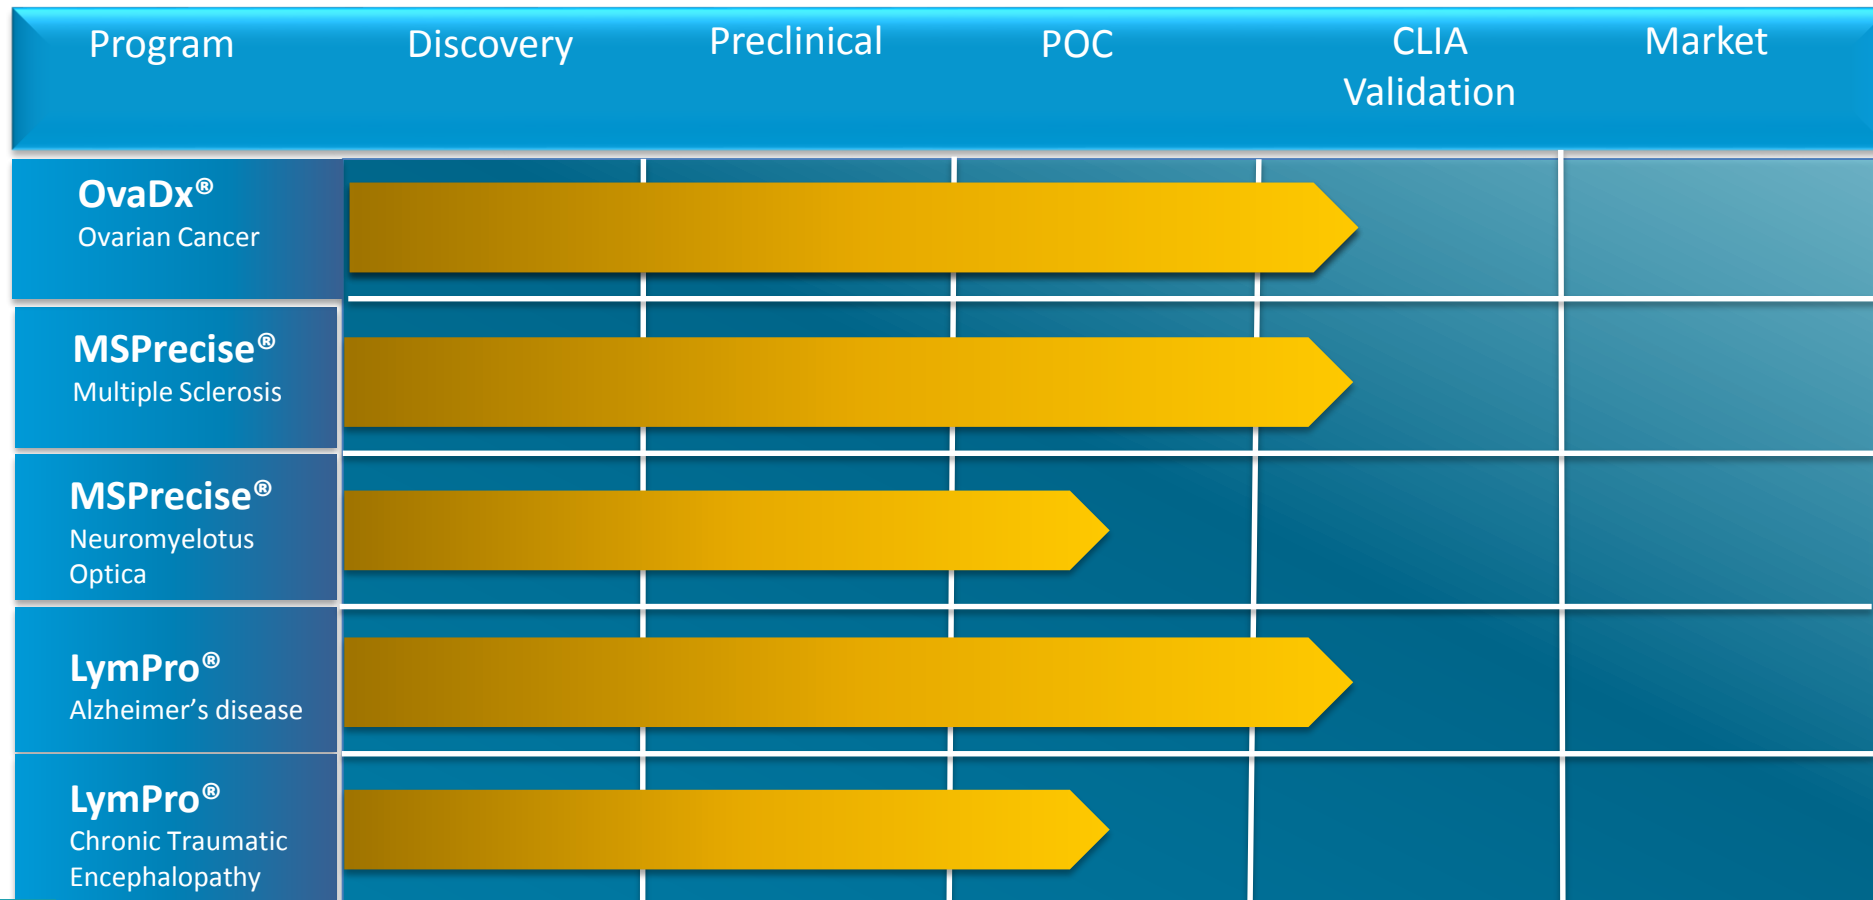 Program Discovery Preclinical POC CLIA Market
Validation
OvaDx®
Ovarian Cancer
MSPrecise®
Multiple Sclerosis
MSPrecise®
Neuromyelotus
Optica
LymPro®
Alzheimer’s disease
LymPro®
Chronic Traumatic
Encephalopathy